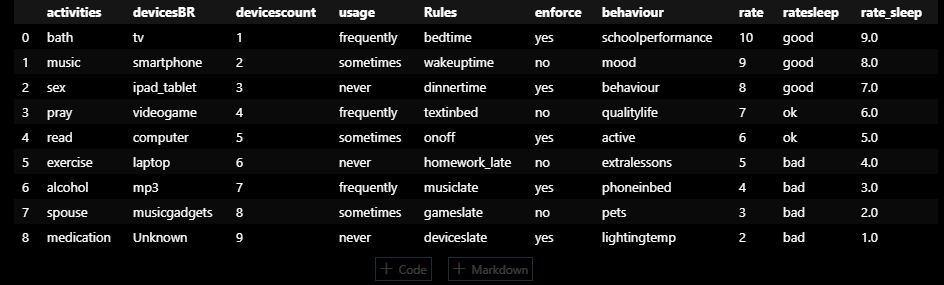 activities devicesBR devicescount usage Rules enforce behaviour rate ratesleep rate_sleep
0 bath tv 1 frequently bedtime yes schoolperformance 10 good 9.0
1 music smartphone 2 sometimes wakeuptime no mood 9 good 8.0
2 sex ipad_tablet 3 never dinnertime yes behaviour 8 good 7.0
3 pray videogame 4 frequently textinbed no qualitylife 7 ok 6.0
4 read computer 5 sometimes onoff yes active 6 ok 5.0
5 exercise laptop 6 never homework_late no extralessons 5 bad 4.0
6 alcohol mp3 7 frequently musiclate yes phoneinbed 4 bad 3.0
7 spouse musicgadgets 8 sometimes gameslate no pets 3 bad 2.0
8 medication Unknown 9 never deviceslate yes lightingtemp 2 bad 1.0
+ Code + Markdown